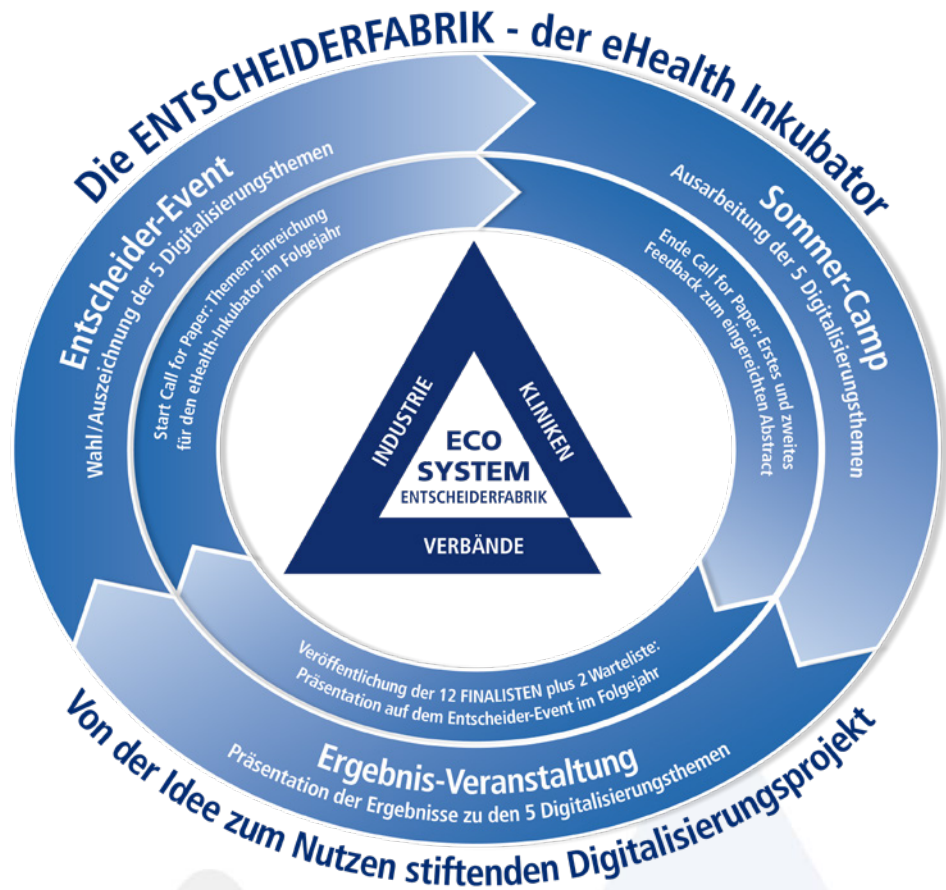 Die ENTSCHEIDERFABRIK - der eHealth Inkubator
Entscheider-Event
Wahl/Auszeichnung der 5 Digitalisierungsthemen
Start Call for Paper: Themen-Einreichung
für den eHealth-Inkubator im Folgejahr
Sommer-Camp
Ausarbeitung der 5 Digitalisierungsthemen
Ende Call for Paper: Erstes und zweites
Feedback zum eingereichten Abstract
INDUSTRIE
KLINIKEN
ECO
SYSTEM
ENTSCHEIDERFABRIK
VERBÄNDE
Veröffentlichung der 12 FINALISTEN plus 2 Warteliste:
Präsentation auf dem Entscheider-Event im Folgejahr
Ergebnis-Veranstaltung
Präsentation der Ergebnisse zu den 5 Digitalisierungsthemen
Von der Idee zum Nutzen stiftenden Digitalisierungsprojekt